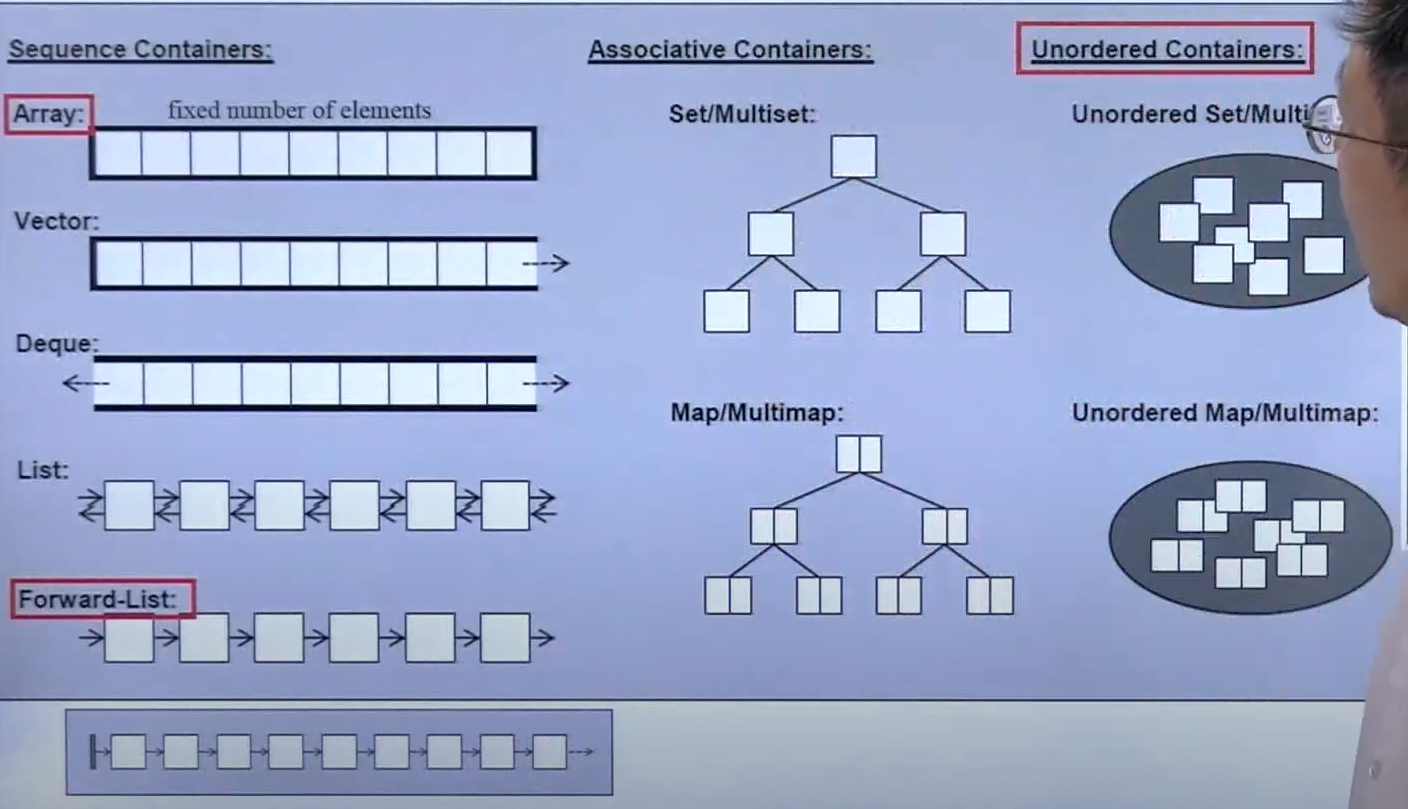 Sequence Containers:
Array:
fixed number of elements
Vector:
Deque:
List:
Forward-List:
Associative Containers:
Set/Multiset:
Map/Multimap:
Unordered Containers:
Unordered Set/Multi
Unordered Map/Multimap: